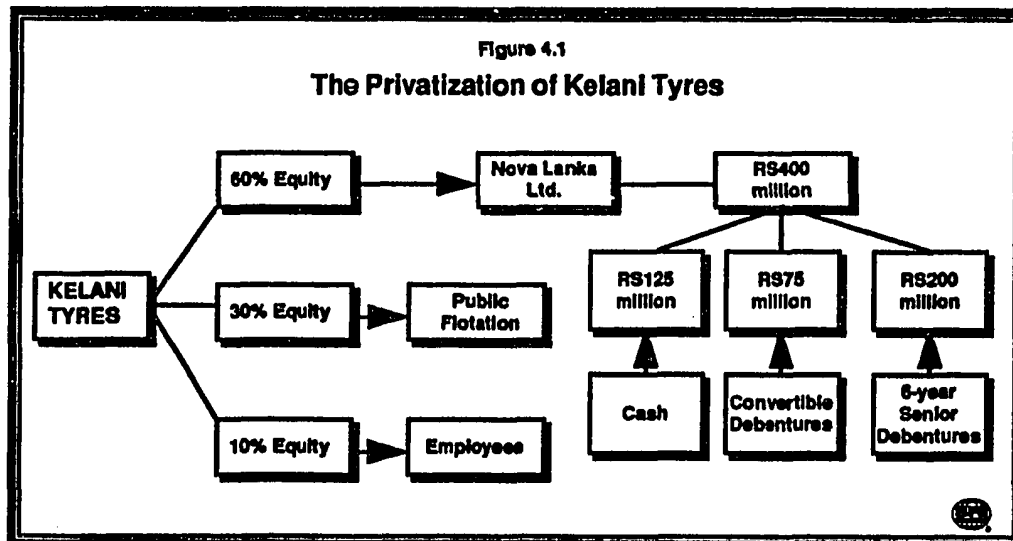 Figure 4.1
The Privatization of Kelani Tyres
60% Equity
Nova Lanka
Ltd.
RS400
million
KELANI
TYRES
30% Equity
Public
Flotation
RS125
million
RS75
million
RS200
million
10% Equity
Employees
Cash
Convertible
Debentures
6-year
Senior
Debentures